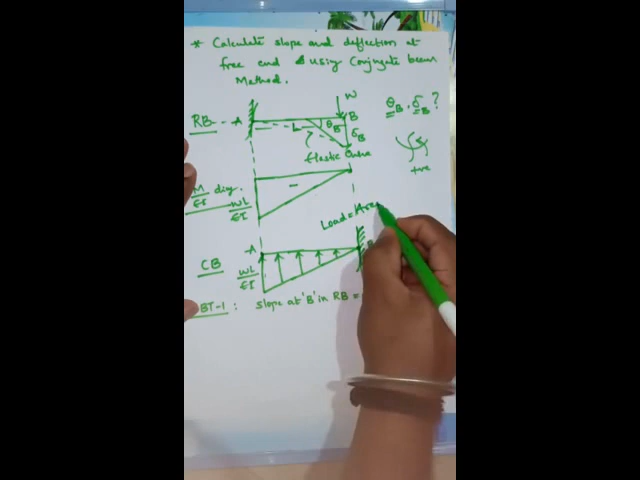 * Calculate slope and deflection at
free end using Conjugate beam
Method.
W
RB- A
B
θB, δB ?
L
θB
δB
Elastic Curve
+ve
M/EI diag.
WL/EI
−
Load = Area
A
B
CB
WL/EI
BT-1 : Slope at 'B' in RB =